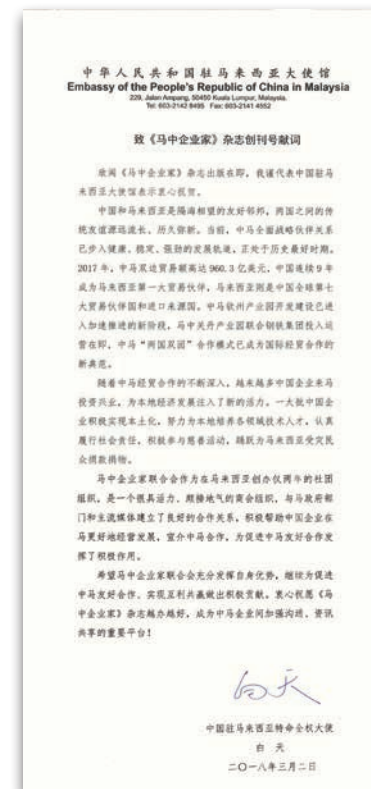 中华人民共和国驻马来西亚大使馆
Embassy of the People's Republic of China in Malaysia
229, Jalan Ampang, 50450 Kuala Lumpur, Malaysia.
Tel: 603-2142 8495 Fax: 603-2141 4552
致《马中企业家》杂志创刊号献词
欣闻《马中企业家》杂志出版在即，我谨代表中国驻马
来西亚大使馆表示衷心祝贺。
中国和马来西亚是隔海相望的友好邻邦，两国之间的传
统友谊源远流长、历久弥新。当前，中马全面战略伙伴关系
已步入健康、稳定、强劲的发展轨道，正处于历史最好时期。
2017 年，中马双边贸易额高达 960.3 亿美元，中国连续 9 年
成为马来西亚第一大贸易伙伴，马来西亚则是中国全球第七
大贸易伙伴国和进口来源国。中马钦州产业园开发建设已进
入加速推进的新阶段，马中关丹产业园联合钢铁集团投入运
营在即，中马“两国双园”合作模式已成为国际经贸合作的
新典范。
随着中马经贸合作的不断深入，越来越多中国企业来马
投资兴业，为本地经济发展注入了新的活力。一大批中国企
业积极实现本土化，努力为本地培养各领域技术人才，认真
履行社会责任，积极参与慈善活动，踊跃为马来西亚受灾民
众捐款捐物。
马中企业家联合会作为在马来西亚创办仅两年的社团
组织，是一个很具活力、颇接地气的商会组织，与马政府部
门和主流媒体建立了良好的合作关系，积极帮助中国企业在
马更好地经营发展，宣介中马合作，为促进中马友好合作发
挥了积极作用。
希望马中企业家联合会充分发挥自身优势，继续为促进
中马友好合作、实现互利共赢做出积极贡献。衷心祝愿《马
中企业家》杂志越办越好，成为中马企业间加强沟通、资讯
共享的重要平台！
白天
中国驻马来西亚特命全权大使
白 天
二〇一八年三月二日